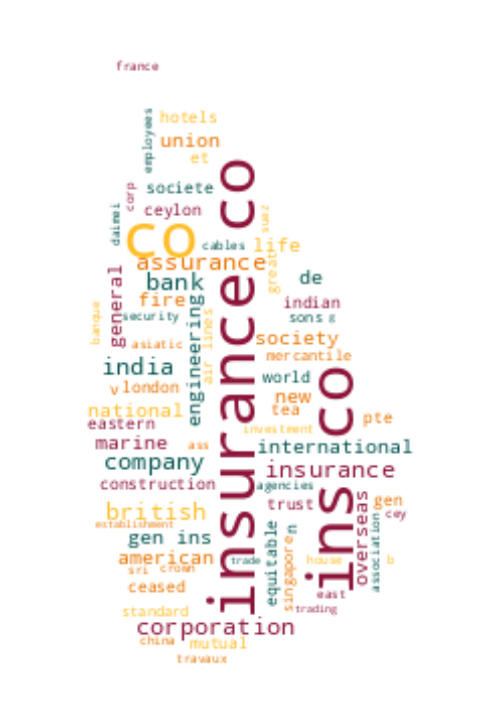 france
employees
hotels
union
et
corp
societe
daimei
ceylon
suez
co
cables
life
insurance co
assurance
great
bank
de
general
fire
indian
banque
security
engineering
air lines
sons
g
asiatic
society
mercantile
india
world
ins co
v
london
new
national
tea
pte
eastern
investment
marine
ass
international
company
insurance
construction
agencies
british
trust
overseas
gen
cey
establishment
gen ins
equitable
singapore
n
association
american
trade
house
b
sri
crown
ceased
east
standard
trading
corporation
china
mutual
travaux